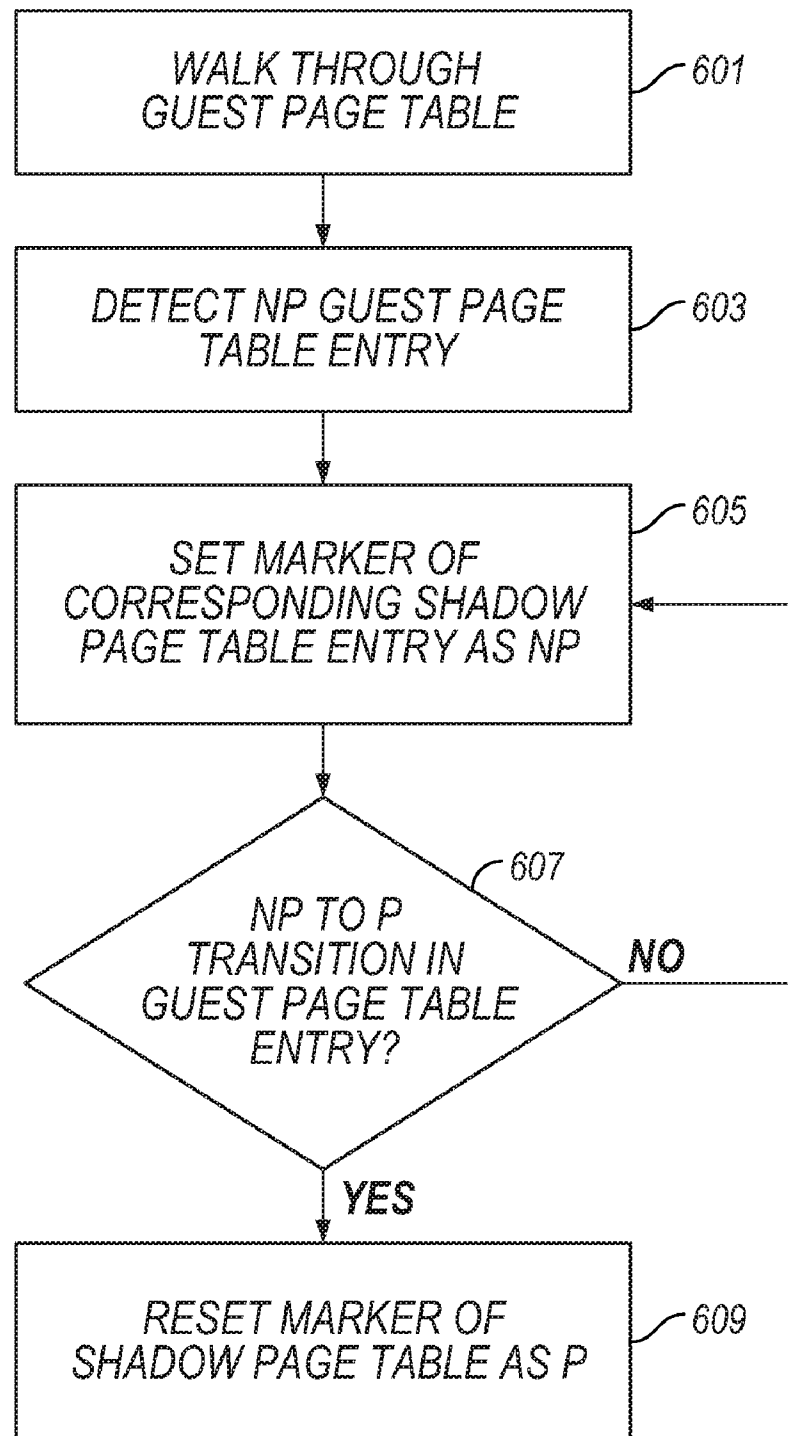 WALK THROUGH
GUEST PAGE TABLE
601
DETECT NP GUEST PAGE
TABLE ENTRY
603
SET MARKER OF
CORRESPONDING SHADOW
PAGE TABLE ENTRY AS NP
605
NP TO P
TRANSITION IN
GUEST PAGE TABLE
ENTRY?
607
NO
YES
RESET MARKER OF
SHADOW PAGE TABLE AS P
609